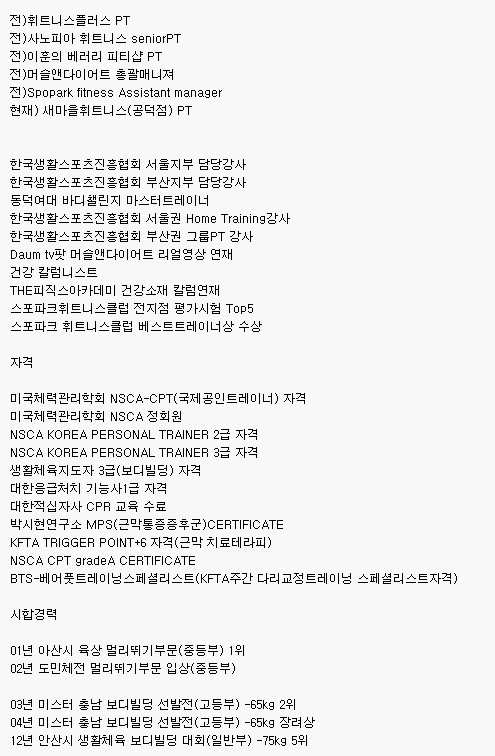 전)휘트니스플러스 PT
전)사노피아 휘트니스 seniorPT
전)이훈의 베러리 피티샵 PT
전)머슬앤다이어트 총괄매니져
전)Spopark fitness Assistant manager
현재) 새마을휘트니스(공덕점) PT
한국생활스포츠진흥협회 서울지부 담당강사
한국생활스포츠진흥협회 부산지부 담당강사
동덕여대 바디챌린지 마스터트레이너
한국생활스포츠진흥협회 서울권 Home Training강사
한국생활스포츠진흥협회 부산권 그룹PT 강사
Daum tv팟 머슬앤다이어트 리얼영상 연재
건강 칼럼니스트
THE피직스아카데미 건강소재 칼럼연재
스포파크휘트니스클럽 전지점 평가시험 Top5
스포파크 휘트니스클럽 베스트트레이너상 수상
자격
미국체력관리학회 NSCA-CPT(국제공인트레이너) 자격
미국체력관리학회 NSCA 정회원
NSCA KOREA PERSONAL TRAINER 2급 자격
NSCA KOREA PERSONAL TRAINER 3급 자격
생활체육지도자 3급(보디빌딩) 자격
대한응급처치 기능사1급 자격
대한적십자사 CPR 교육 수료
박시현연구소 MPS(근막통증증후군)CERTIFICATE
KFTA TRIGGER POINT+6 자격(근막 치료테라피)
NSCA CPT gradeA CERTIFICATE
BTS-베어풋트레이닝스페셜리스트(KFTA주간 다리교정트레이닝 스페셜리스트자격)
시합경력
01년 아산시 육상 멀리뛰기부문(중등부) 1위
02년 도민체전 멀리뛰기부문 입상(중등부)
03년 미스터 충남 보디빌딩 선발전(고등부) -65kg 2위
04년 미스터 충남 보디빌딩 선발전(고등부) -65kg 장려상
12년 안산시 생활체육 보디빌딩 대회(일반부) -75kg 5위